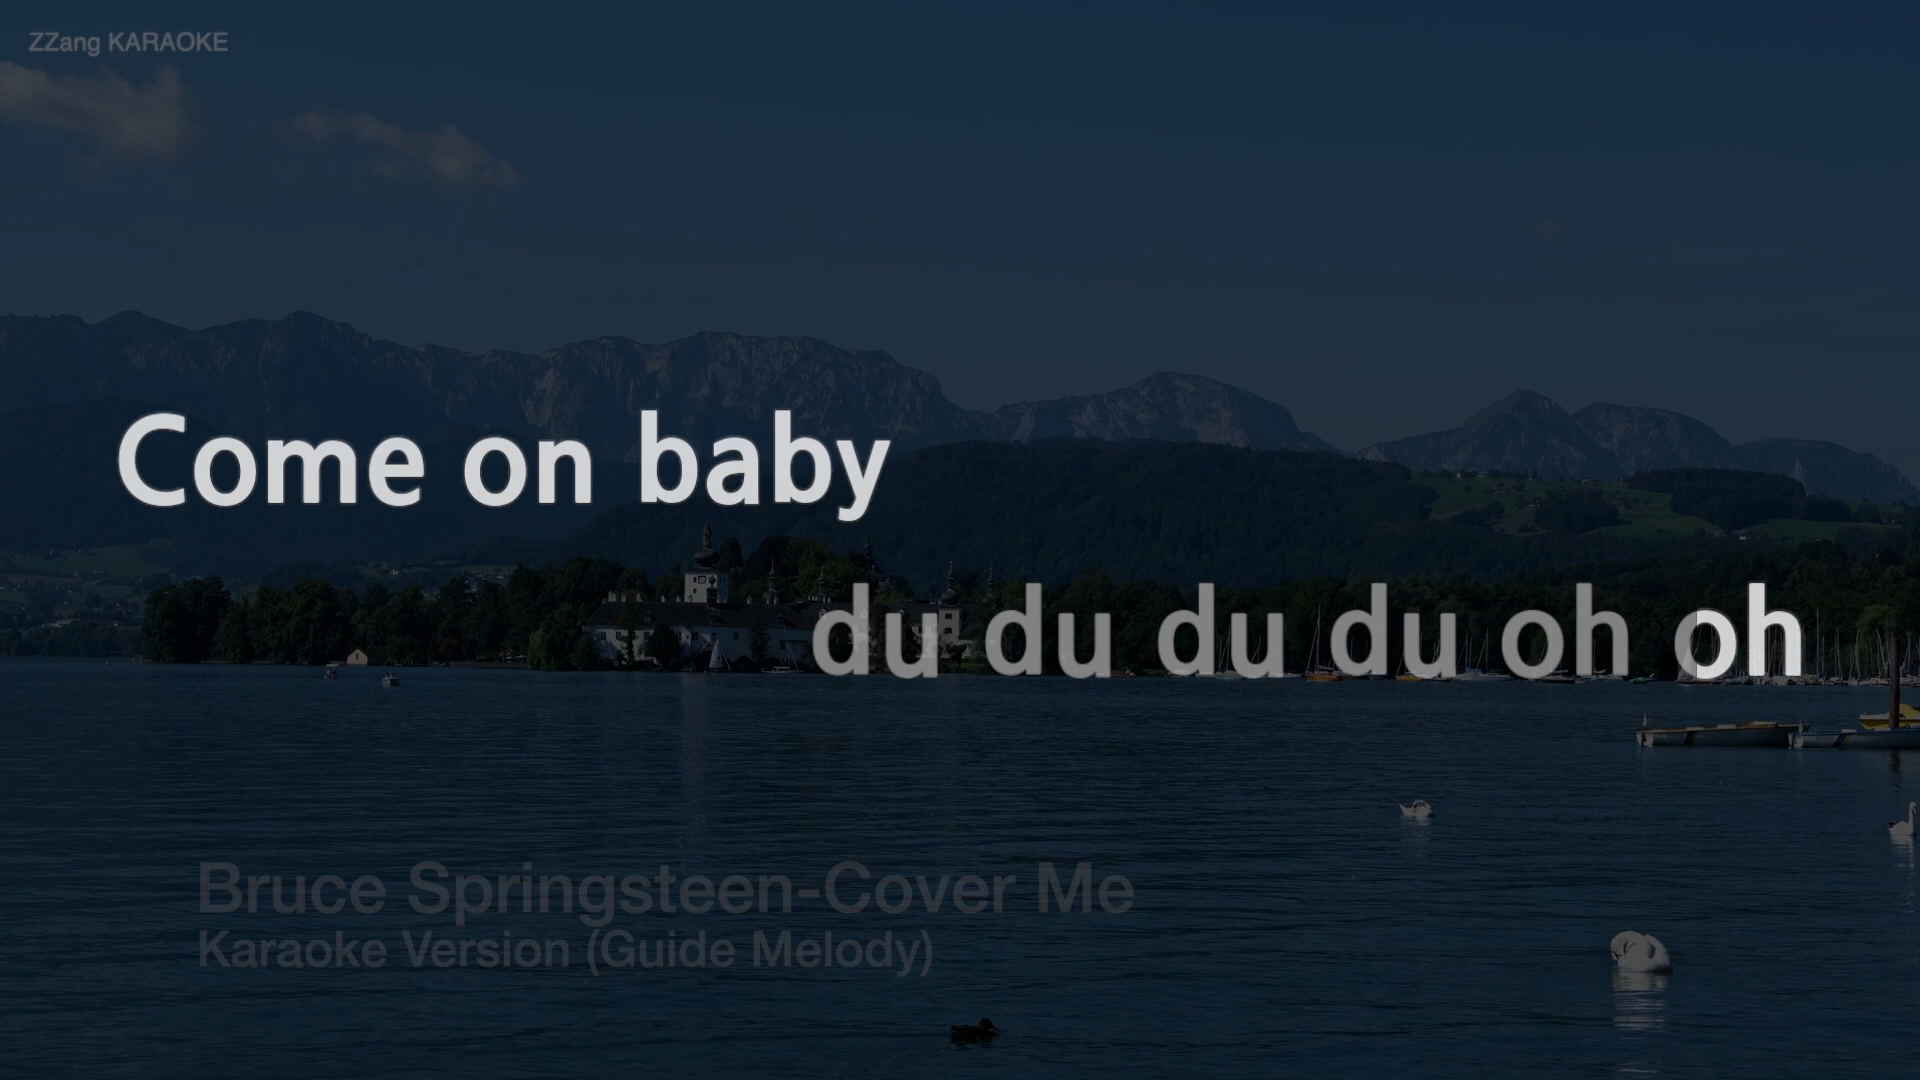 ZZang KARAOKE
Come on baby
du du du du oh oh
Bruce Springsteen-Cover Me
Karaoke Version (Guide Melody)